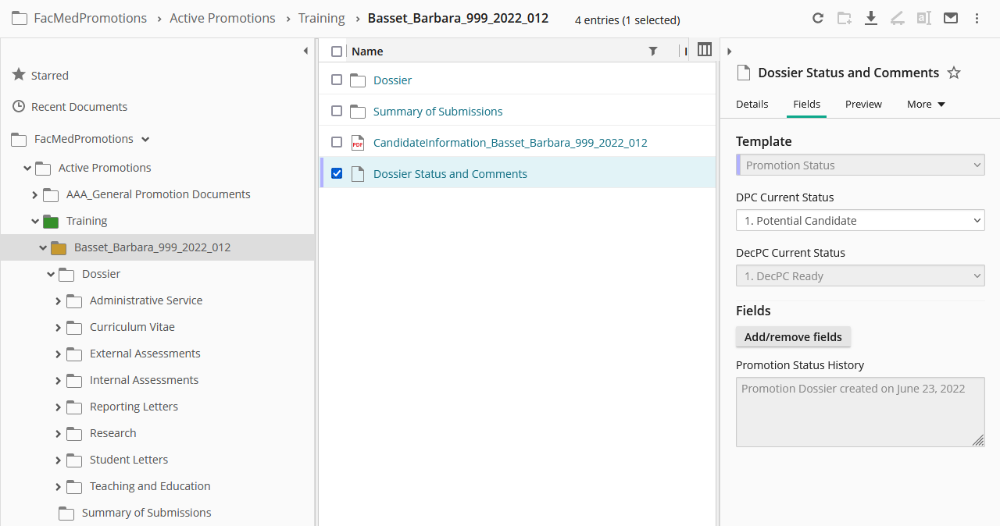 FacMedPromotions › Active Promotions › Training › Basset_Barbara_999_2022_012 4 entries (1 selected)
Starred
Recent Documents
FacMedPromotions
Active Promotions
AAA_General Promotion Documents
Training
Basset_Barbara_999_2022_012
Dossier
Administrative Service
Curriculum Vitae
External Assessments
Internal Assessments
Reporting Letters
Research
Student Letters
Teaching and Education
Summary of Submissions
Name
Dossier
Summary of Submissions
PDF CandidateInformation_Basset_Barbara_999_2022_012
Dossier Status and Comments
Dossier Status and Comments
Details Fields Preview More
Template
Promotion Status
DPC Current Status
1. Potential Candidate
DecPC Current Status
1. DecPC Ready
Fields
Add/remove fields
Promotion Status History
Promotion Dossier created on June 23, 2022